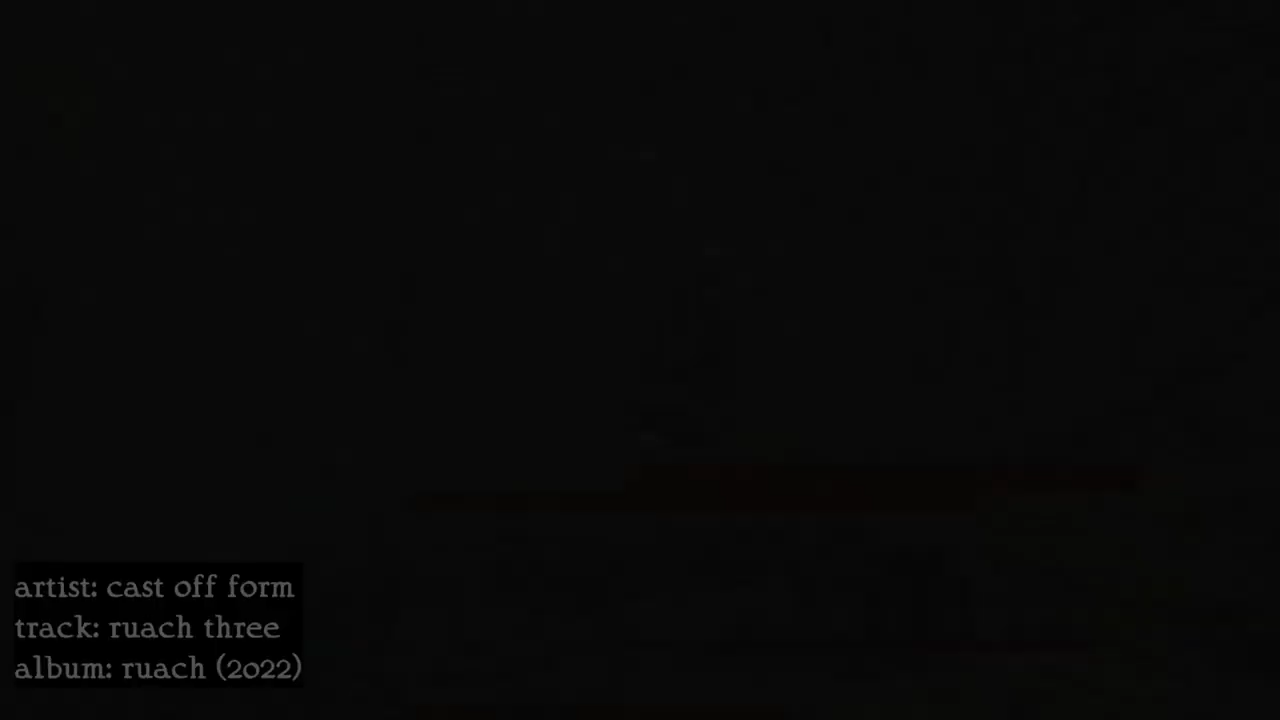 artist: cast off form
track: ruach three
album: ruach (2022)